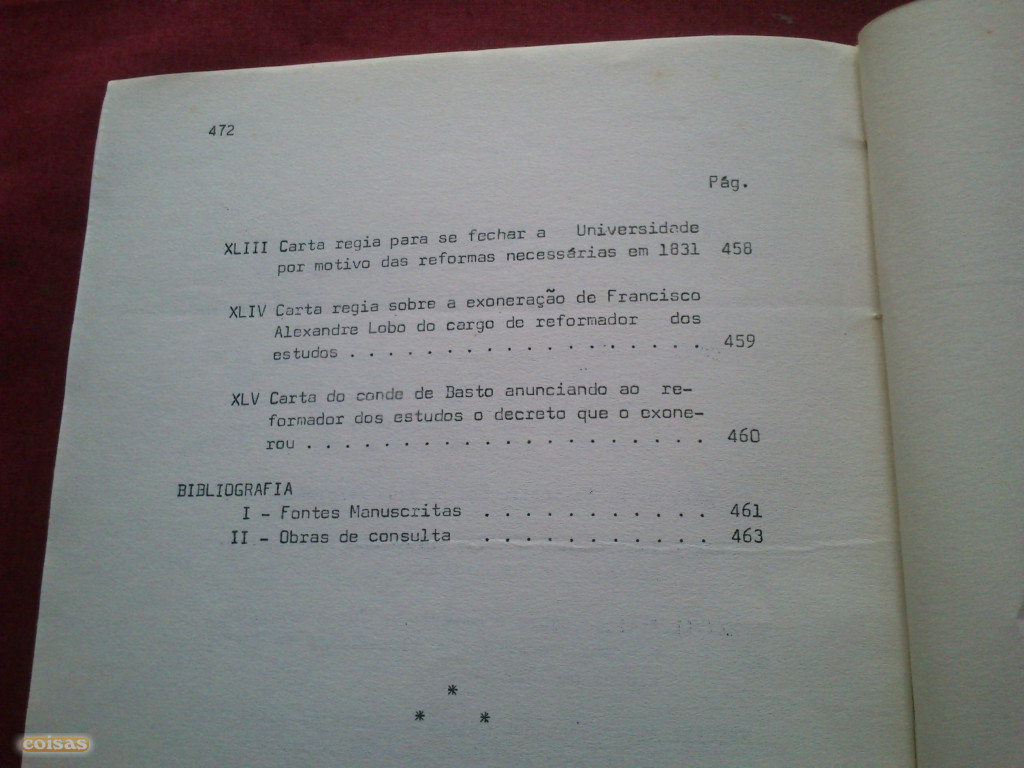 472
Pág.
XLIII Carta regia para se fechar a Universidade
por motivo das reformas necessárias em 1831 458
XLIV Carta regia sobre a exoneração de Francisco
Alexandre Lobo do cargo de reformador dos
estudos . . . . . . . . . . . . . . . . . . . 459
XLV Carta do conde de Basto anunciando ao re-
formador dos estudos o decreto que o exone-
rou . . . . . . . . . . . . . . . . . . . . . 460
BIBLIOGRAFIA
I - Fontes Manuscritas . . . . . . . . . . . . 461
II - Obras de consulta . . . . . . . . . . . . 463
*
* *
coisas